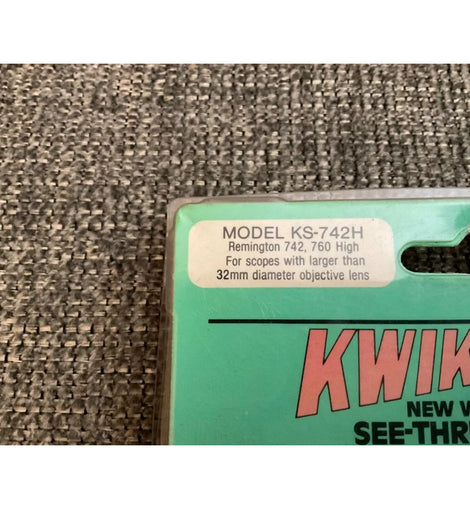 MODEL KS-742H
Remington 742, 760 High
For scopes with larger than
32mm diameter objective lens
KWIK
NEW
SEE-THR